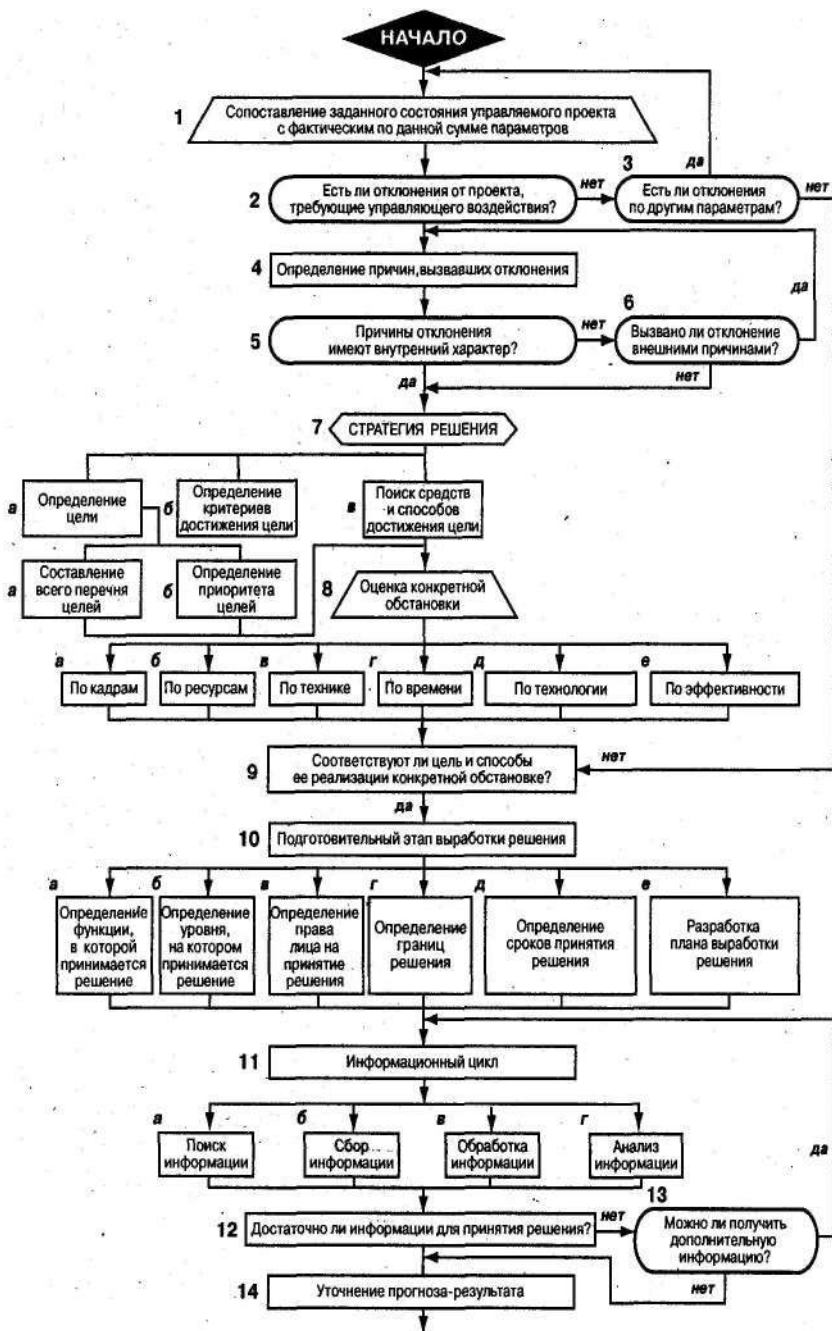 НАЧАЛО
1
Сопоставление заданного состояния управляемого проекта
с фактическим по данной сумме параметров
да
2
Есть ли отклонения от проекта,
требующие управляющего воздействия?
нет
3
Есть ли отклонения
по другим параметрам?
нет
4
Определение причин, вызвавших отклонения
да
5
Причины отклонения
имеют внутренний характер?
нет
6
Вызвано ли отклонение
внешними причинами?
да
нет
7
СТРАТЕГИЯ РЕШЕНИЯ
а
Определение
цели
б
Определение
критериев
достижения цели
в
Поиск средств
и способов
достижения цели
а
Составление
всего перечня
целей
б
Определение
приоритета
целей
8
Оценка конкретной
обстановки
а
По кадрам
б
По ресурсам
в
По технике
г
По времени
д
По технологии
е
По эффективности
9
Соответствуют ли цель и способы
ее реализации конкретной обстановке?
нет
да
10
Подготовительный этап выработки решения
а
Определение
функции,
в которой
принимается
решение
б
Определение
уровня,
на котором
принимается
решение
в
Определение
права
лица на
принятие
решения
г
Определение
границ
решения
д
Определение
сроков принятия
решения
е
Разработка
плана выработки
решения
11
Информационный цикл
а
Поиск
информации
б
Сбор
информации
в
Обработка
информации
г
Анализ
информации
да
12
Достаточно ли информации для принятия решения?
нет
13
Можно ли получить
дополнительную
информацию?
нет
14
Уточнение прогноза-результата